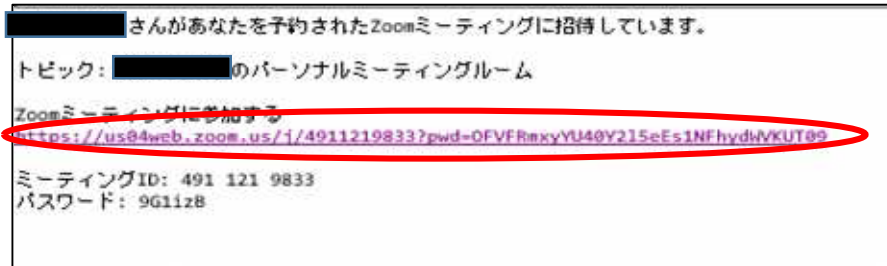 さんがあなたを予約されたZoomミーティングに招待しています。
トピック: のパーソナルミーティングルーム
Zoomミーティングに参加する
https://us04web.zoom.us/j/4911219833?pwd=OFVFRmxyYU40Y2l5eEs1NFhydWVKUT09
ミーティングID: 491 121 9833
パスワード: 9G1izB